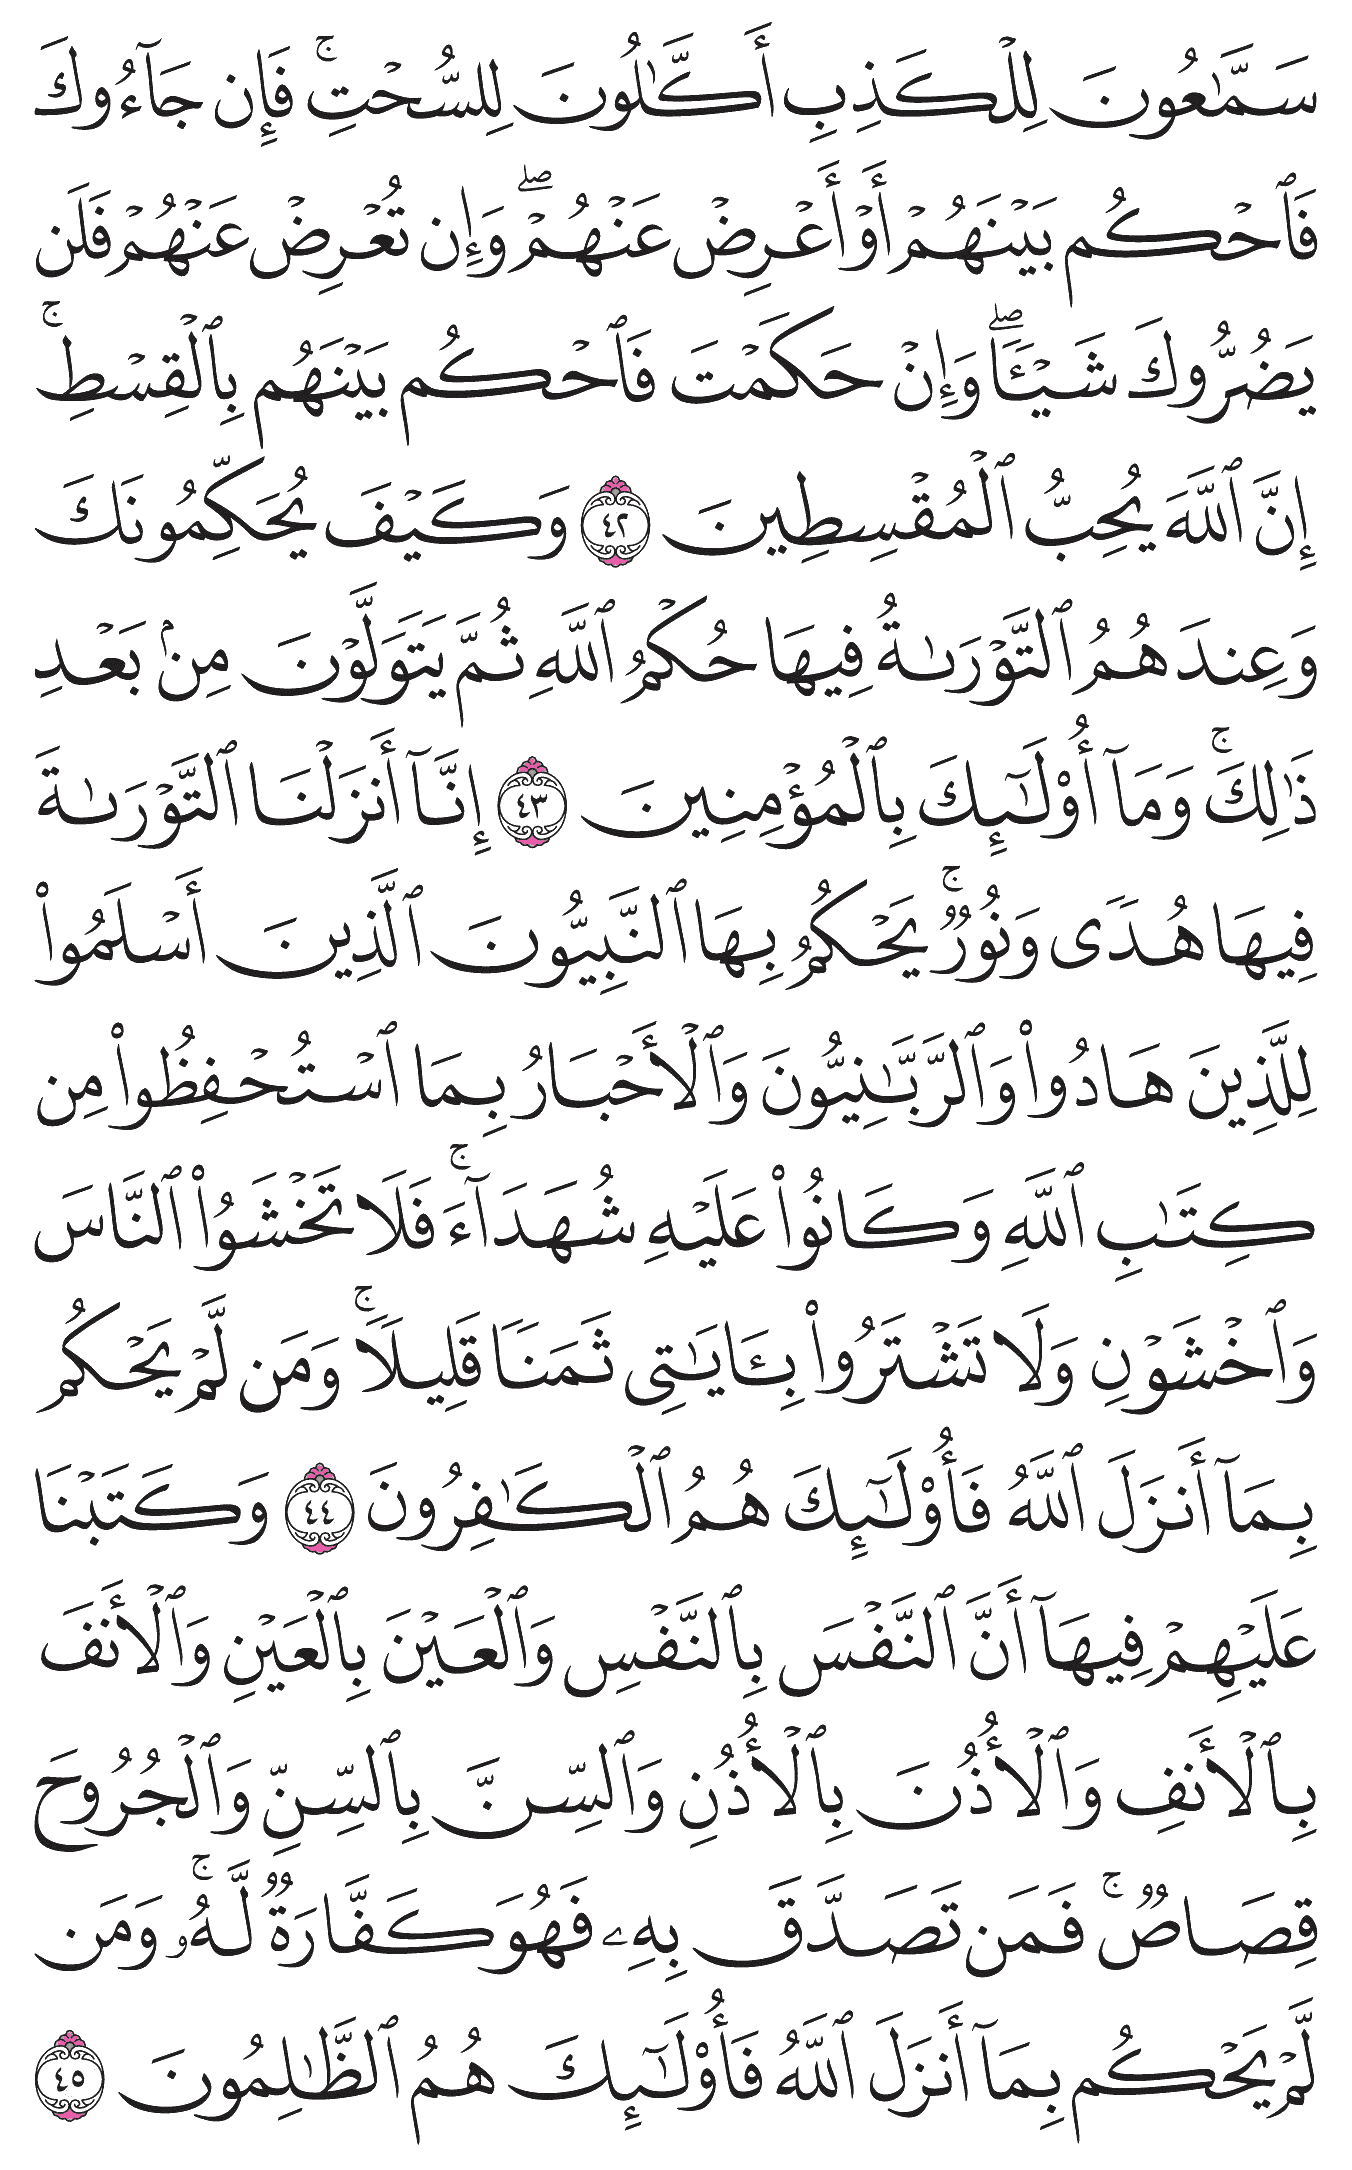 سَمَّٰعُونَ لِلۡكَذِبِ أَكَّٰلُونَ لِلسُّحۡتِۚ فَإِن جَآءُوكَ
فَٱحۡكُم بَيۡنَهُمۡ أَوۡ أَعۡرِضۡ عَنۡهُمۡۖ وَإِن تُعۡرِضۡ عَنۡهُمۡ فَلَن
يَضُرُّوكَ شَيۡـٔٗاۖ وَإِنۡ حَكَمۡتَ فَٱحۡكُم بَيۡنَهُم بِٱلۡقِسۡطِۚ
إِنَّ ٱللَّهَ يُحِبُّ ٱلۡمُقۡسِطِينَ ٤٢ وَكَيۡفَ يُحَكِّمُونَكَ
وَعِندَهُمُ ٱلتَّوۡرَىٰةُ فِيهَا حُكۡمُ ٱللَّهِ ثُمَّ يَتَوَلَّوۡنَ مِنۢ بَعۡدِ
ذَٰلِكَۚ وَمَآ أُوْلَٰٓئِكَ بِٱلۡمُؤۡمِنِينَ ٤٣ إِنَّآ أَنزَلۡنَا ٱلتَّوۡرَىٰةَ
فِيهَا هُدٗى وَنُورٞۚ يَحۡكُمُ بِهَا ٱلنَّبِيُّونَ ٱلَّذِينَ أَسۡلَمُواْ
لِلَّذِينَ هَادُواْ وَٱلرَّبَّٰنِيُّونَ وَٱلۡأَحۡبَارُ بِمَا ٱسۡتُحۡفِظُواْ مِن
كِتَٰبِ ٱللَّهِ وَكَانُواْ عَلَيۡهِ شُهَدَآءَۚ فَلَا تَخۡشَوُاْ ٱلنَّاسَ
وَٱخۡشَوۡنِ وَلَا تَشۡتَرُواْ بِـَٔايَٰتِي ثَمَنٗا قَلِيلٗاۚ وَمَن لَّمۡ يَحۡكُم
بِمَآ أَنزَلَ ٱللَّهُ فَأُوْلَٰٓئِكَ هُمُ ٱلۡكَٰفِرُونَ ٤٤ وَكَتَبۡنَا
عَلَيۡهِمۡ فِيهَآ أَنَّ ٱلنَّفۡسَ بِٱلنَّفۡسِ وَٱلۡعَيۡنَ بِٱلۡعَيۡنِ وَٱلۡأَنفَ
بِٱلۡأَنفِ وَٱلۡأُذُنَ بِٱلۡأُذُنِ وَٱلسِّنَّ بِٱلسِّنِّ وَٱلۡجُرُوحَ
قِصَاصٞۚ فَمَن تَصَدَّقَ بِهِۦ فَهُوَ كَفَّارَةٞ لَّهُۥۚ وَمَن
لَّمۡ يَحۡكُم بِمَآ أَنزَلَ ٱللَّهُ فَأُوْلَٰٓئِكَ هُمُ ٱلظَّٰلِمُونَ ٤٥